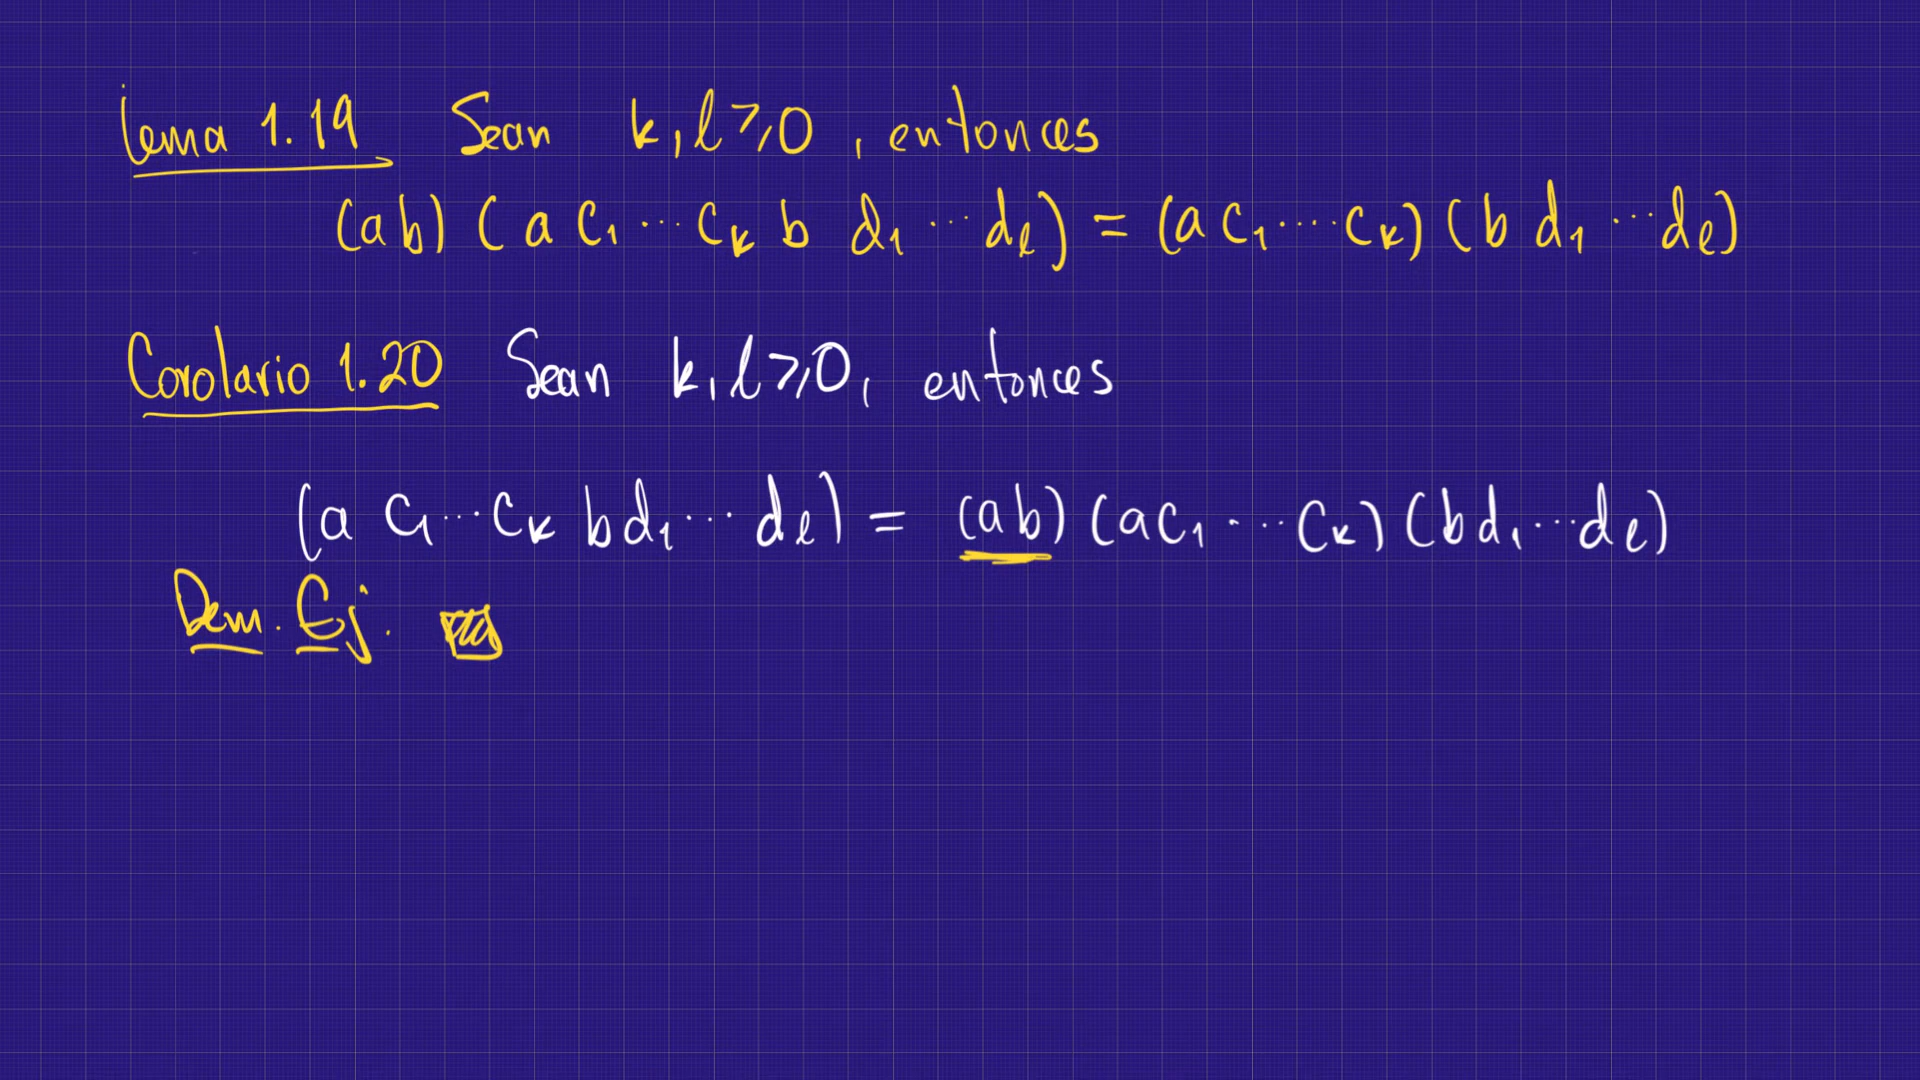 Lema 1.19 Sean k, l ≥ 0, entonces
(ab) ( a c₁ ⋯ cₖ b d₁ ⋯ dₗ ) = (a c₁ ⋯ cₖ) (b d₁ ⋯ dₗ)
Corolario 1.20 Sean k, l ≥ 0, entonces
(a c₁ ⋯ cₖ b d₁ ⋯ dₗ) = (ab) (a c₁ ⋯ cₖ) (b d₁ ⋯ dₗ)
Dem. Ej.